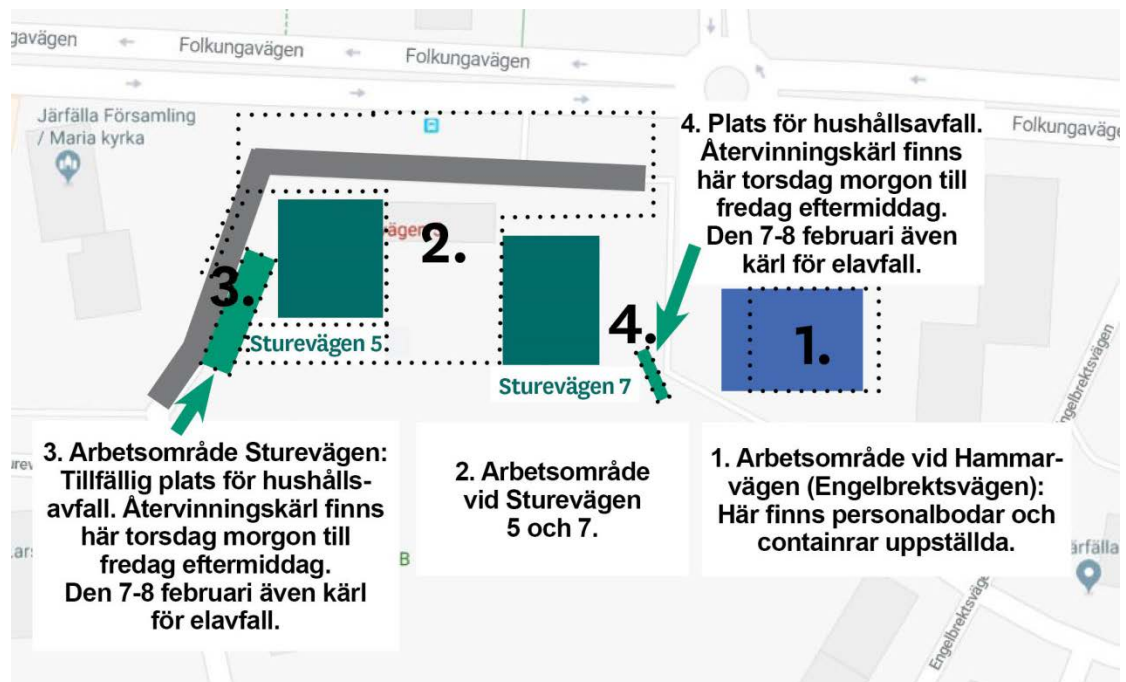 gavägen
Folkungavägen
Folkungavägen
Järfälla Församling
/ Maria kyrka
4. Plats för hushållsavfall.
Återvinningskärl finns
här torsdag morgon till
fredag eftermiddag.
Den 7-8 februari även
kärl för elavfall.
Folkungaväge
2.
3.
4.
1.
Sturevägen 5
Sturevägen 7
ngelbrektsvägen
3. Arbetsområde Sturevägen:
Tillfällig plats för hushålls-
avfall. Återvinningskärl finns
här torsdag morgon till
fredag eftermiddag.
Den 7-8 februari även kärl
för elavfall.
2. Arbetsområde
vid Sturevägen
5 och 7.
1. Arbetsområde vid Hammar-
vägen (Engelbrektsvägen):
Här finns personalbodar och
containrar uppställda.
B
ärfälla
Engelbrektsväge